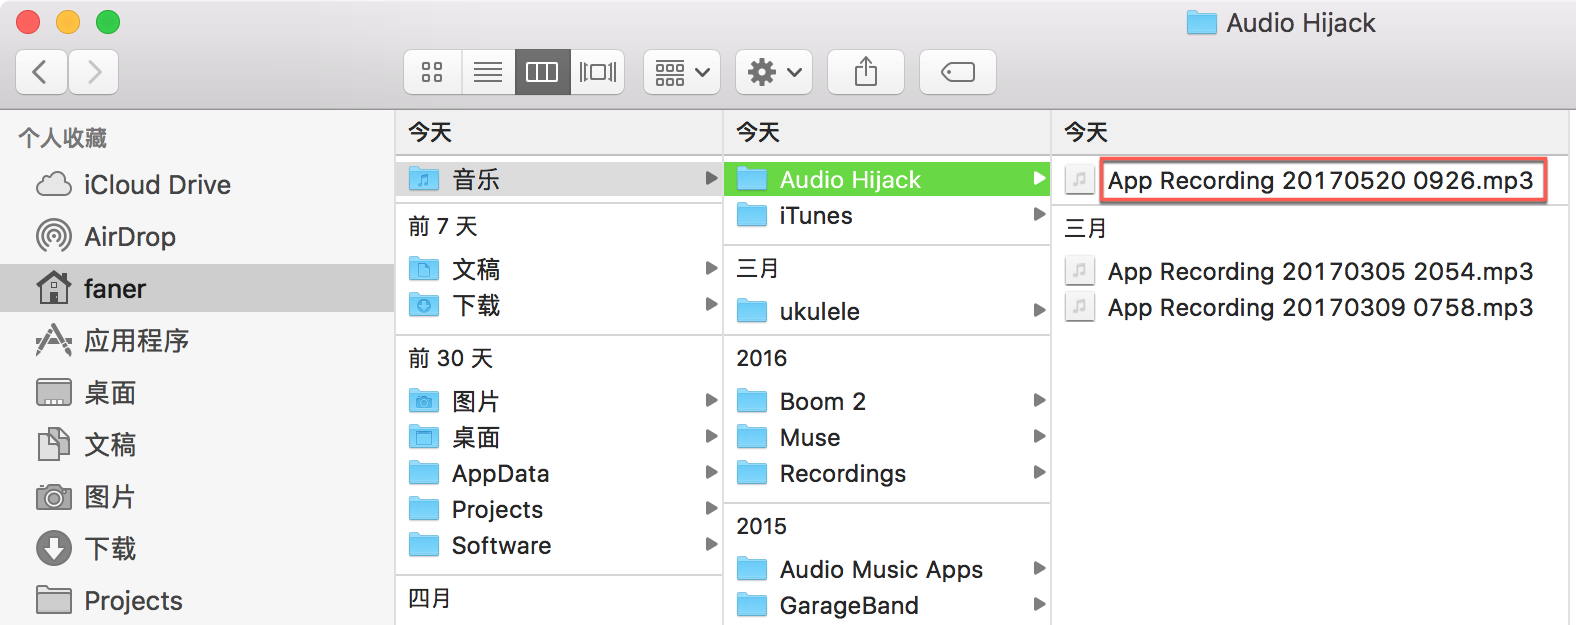 Audio Hijack
个人收藏
iCloud Drive
AirDrop
faner
应用程序
桌面
文稿
图片
下载
Projects
今天
音乐
前 7 天
文稿
下载
前 30 天
图片
桌面
AppData
Projects
Software
四月
今天
Audio Hijack
iTunes
三月
ukulele
2016
Boom 2
Muse
Recordings
2015
Audio Music Apps
GarageBand
今天
App Recording 20170520 0926.mp3
三月
App Recording 20170305 2054.mp3
App Recording 20170309 0758.mp3